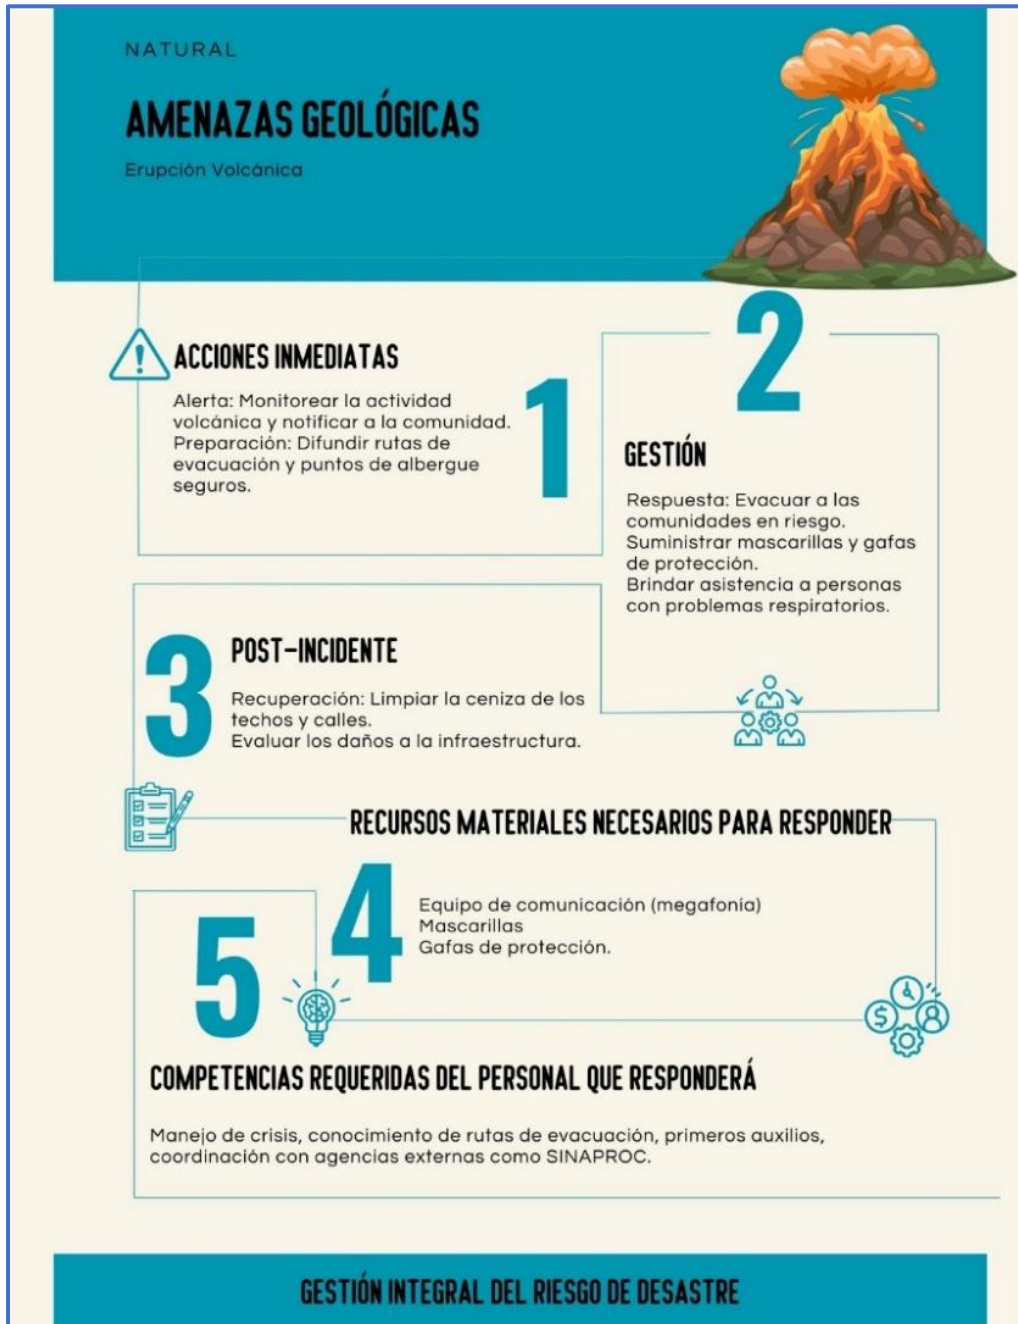 NATURAL
AMENAZAS GEOLÓGICAS
Erupción Volcánica
ACCIONES INMEDIATAS
Alerta: Monitorear la actividad
volcánica y notificar a la comunidad.
Preparación: Difundir rutas de
evacuación y puntos de albergue
seguros.
1
2
GESTIÓN
Respuesta: Evacuar a las
comunidades en riesgo.
Suministrar mascarillas y gafas
de protección.
Brindar asistencia a personas
con problemas respiratorios.
3
POST-INCIDENTE
Recuperación: Limpiar la ceniza de los
techos y calles.
Evaluar los daños a la infraestructura.
RECURSOS MATERIALES NECESARIOS PARA RESPONDER
4
Equipo de comunicación (megafonía)
Mascarillas
Gafas de protección.
$
5
COMPETENCIAS REQUERIDAS DEL PERSONAL QUE RESPONDERÁ
Manejo de crisis, conocimiento de rutas de evacuación, primeros auxilios,
coordinación con agencias externas como SINAPROC.
GESTIÓN INTEGRAL DEL RIESGO DE DESASTRE